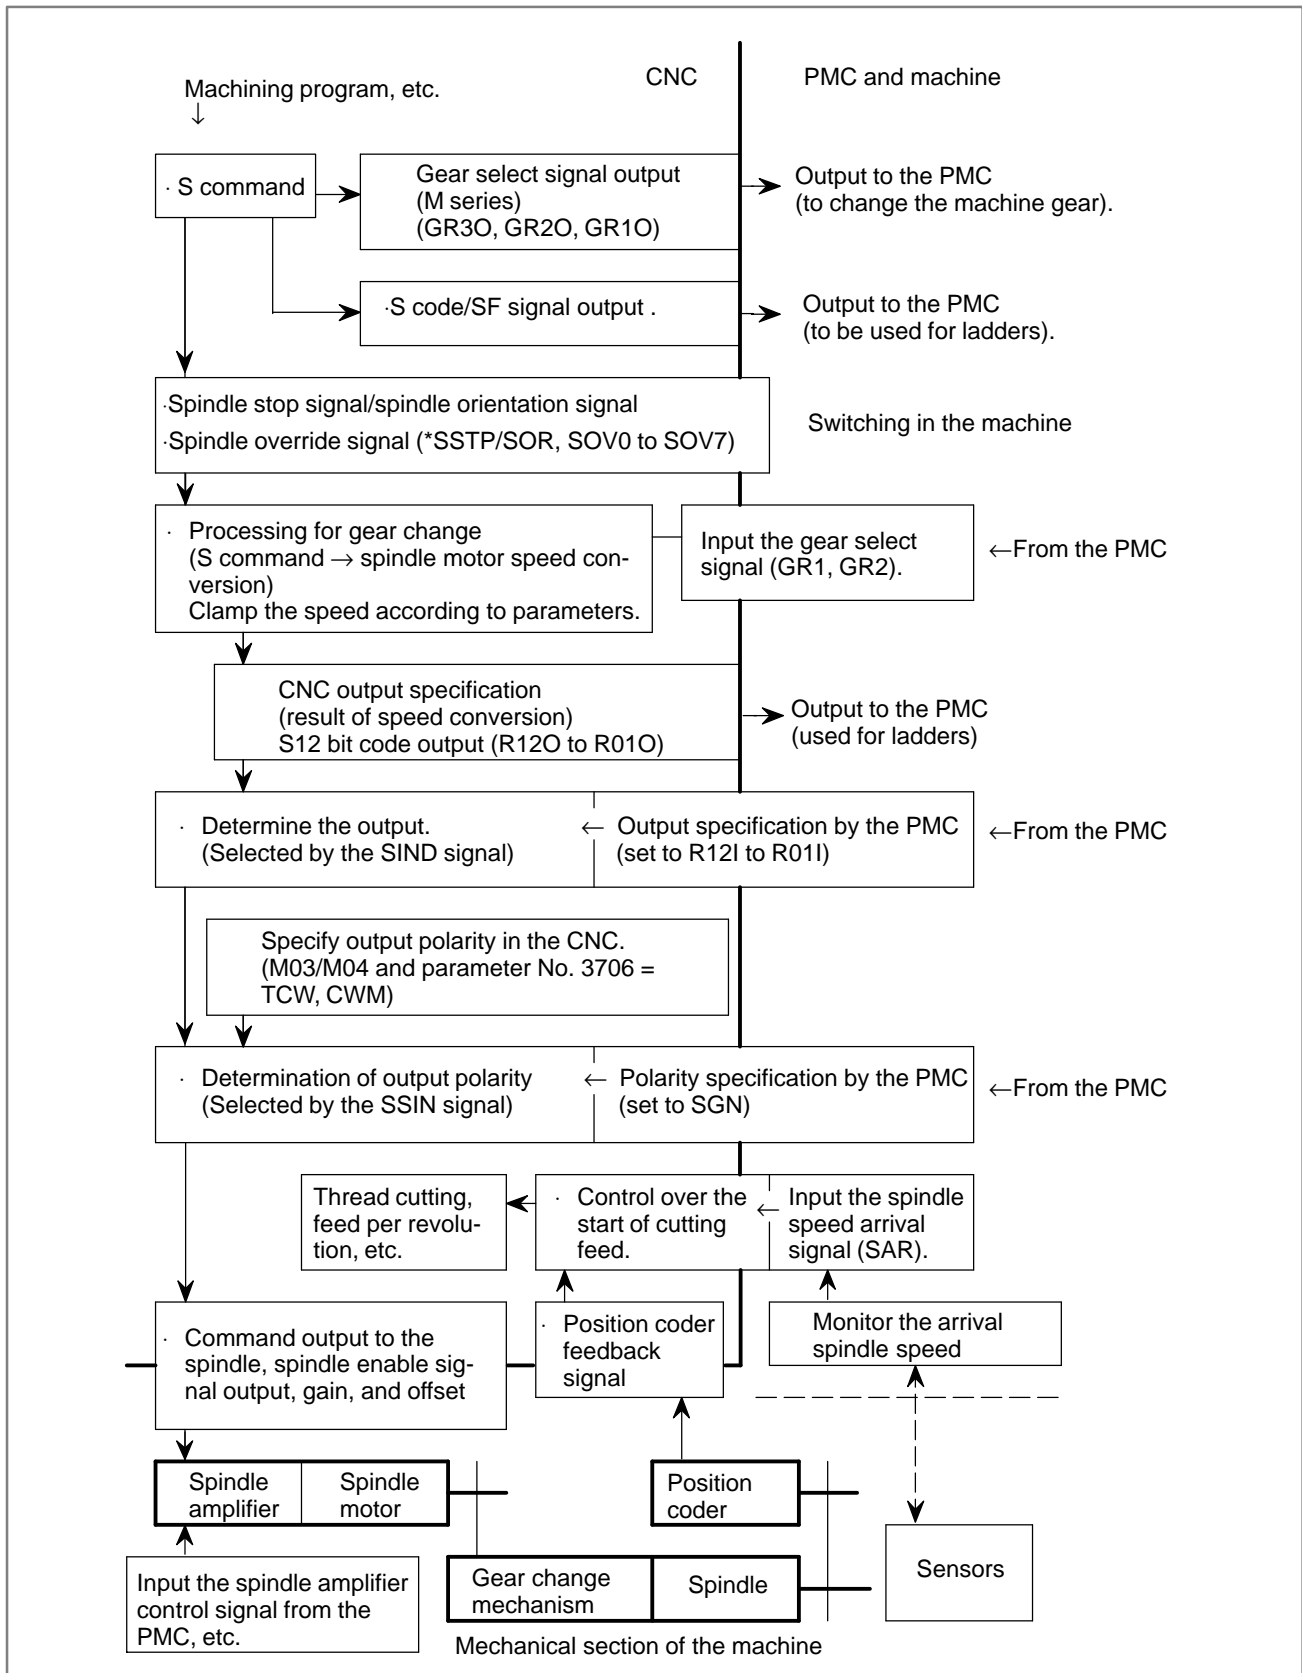 CNC
PMC and machine
Machining program, etc.
↓
· S command
Gear select signal output
(M series)
(GR3O, GR2O, GR1O)
Output to the PMC
(to change the machine gear).
·S code/SF signal output .
Output to the PMC
(to be used for ladders).
·Spindle stop signal/spindle orientation signal
·Spindle override signal (*SSTP/SOR, SOV0 to SOV7)
Switching in the machine
· Processing for gear change
(S command → spindle motor speed con-
version)
Clamp the speed according to parameters.
Input the gear select
signal (GR1, GR2).
←From the PMC
CNC output specification
(result of speed conversion)
S12 bit code output (R12O to R01O)
Output to the PMC
(used for ladders)
· Determine the output.
(Selected by the SIND signal)
← Output specification by the PMC
(set to R12I to R01I)
←From the PMC
Specify output polarity in the CNC.
(M03/M04 and parameter No. 3706 =
TCW, CWM)
· Determination of output polarity
(Selected by the SSIN signal)
← Polarity specification by the PMC
(set to SGN)
←From the PMC
Thread cutting,
feed per revolu-
tion, etc.
· Control over the
start of cutting
feed.
← Input the spindle
speed arrival
signal (SAR).
· Command output to the
spindle, spindle enable sig-
nal output, gain, and offset
· Position coder
feedback
signal
Monitor the arrival
spindle speed
Spindle
amplifier
Spindle
motor
Position
coder
Sensors
Input the spindle amplifier
control signal from the
PMC, etc.
Gear change
mechanism
Spindle
Mechanical section of the machine